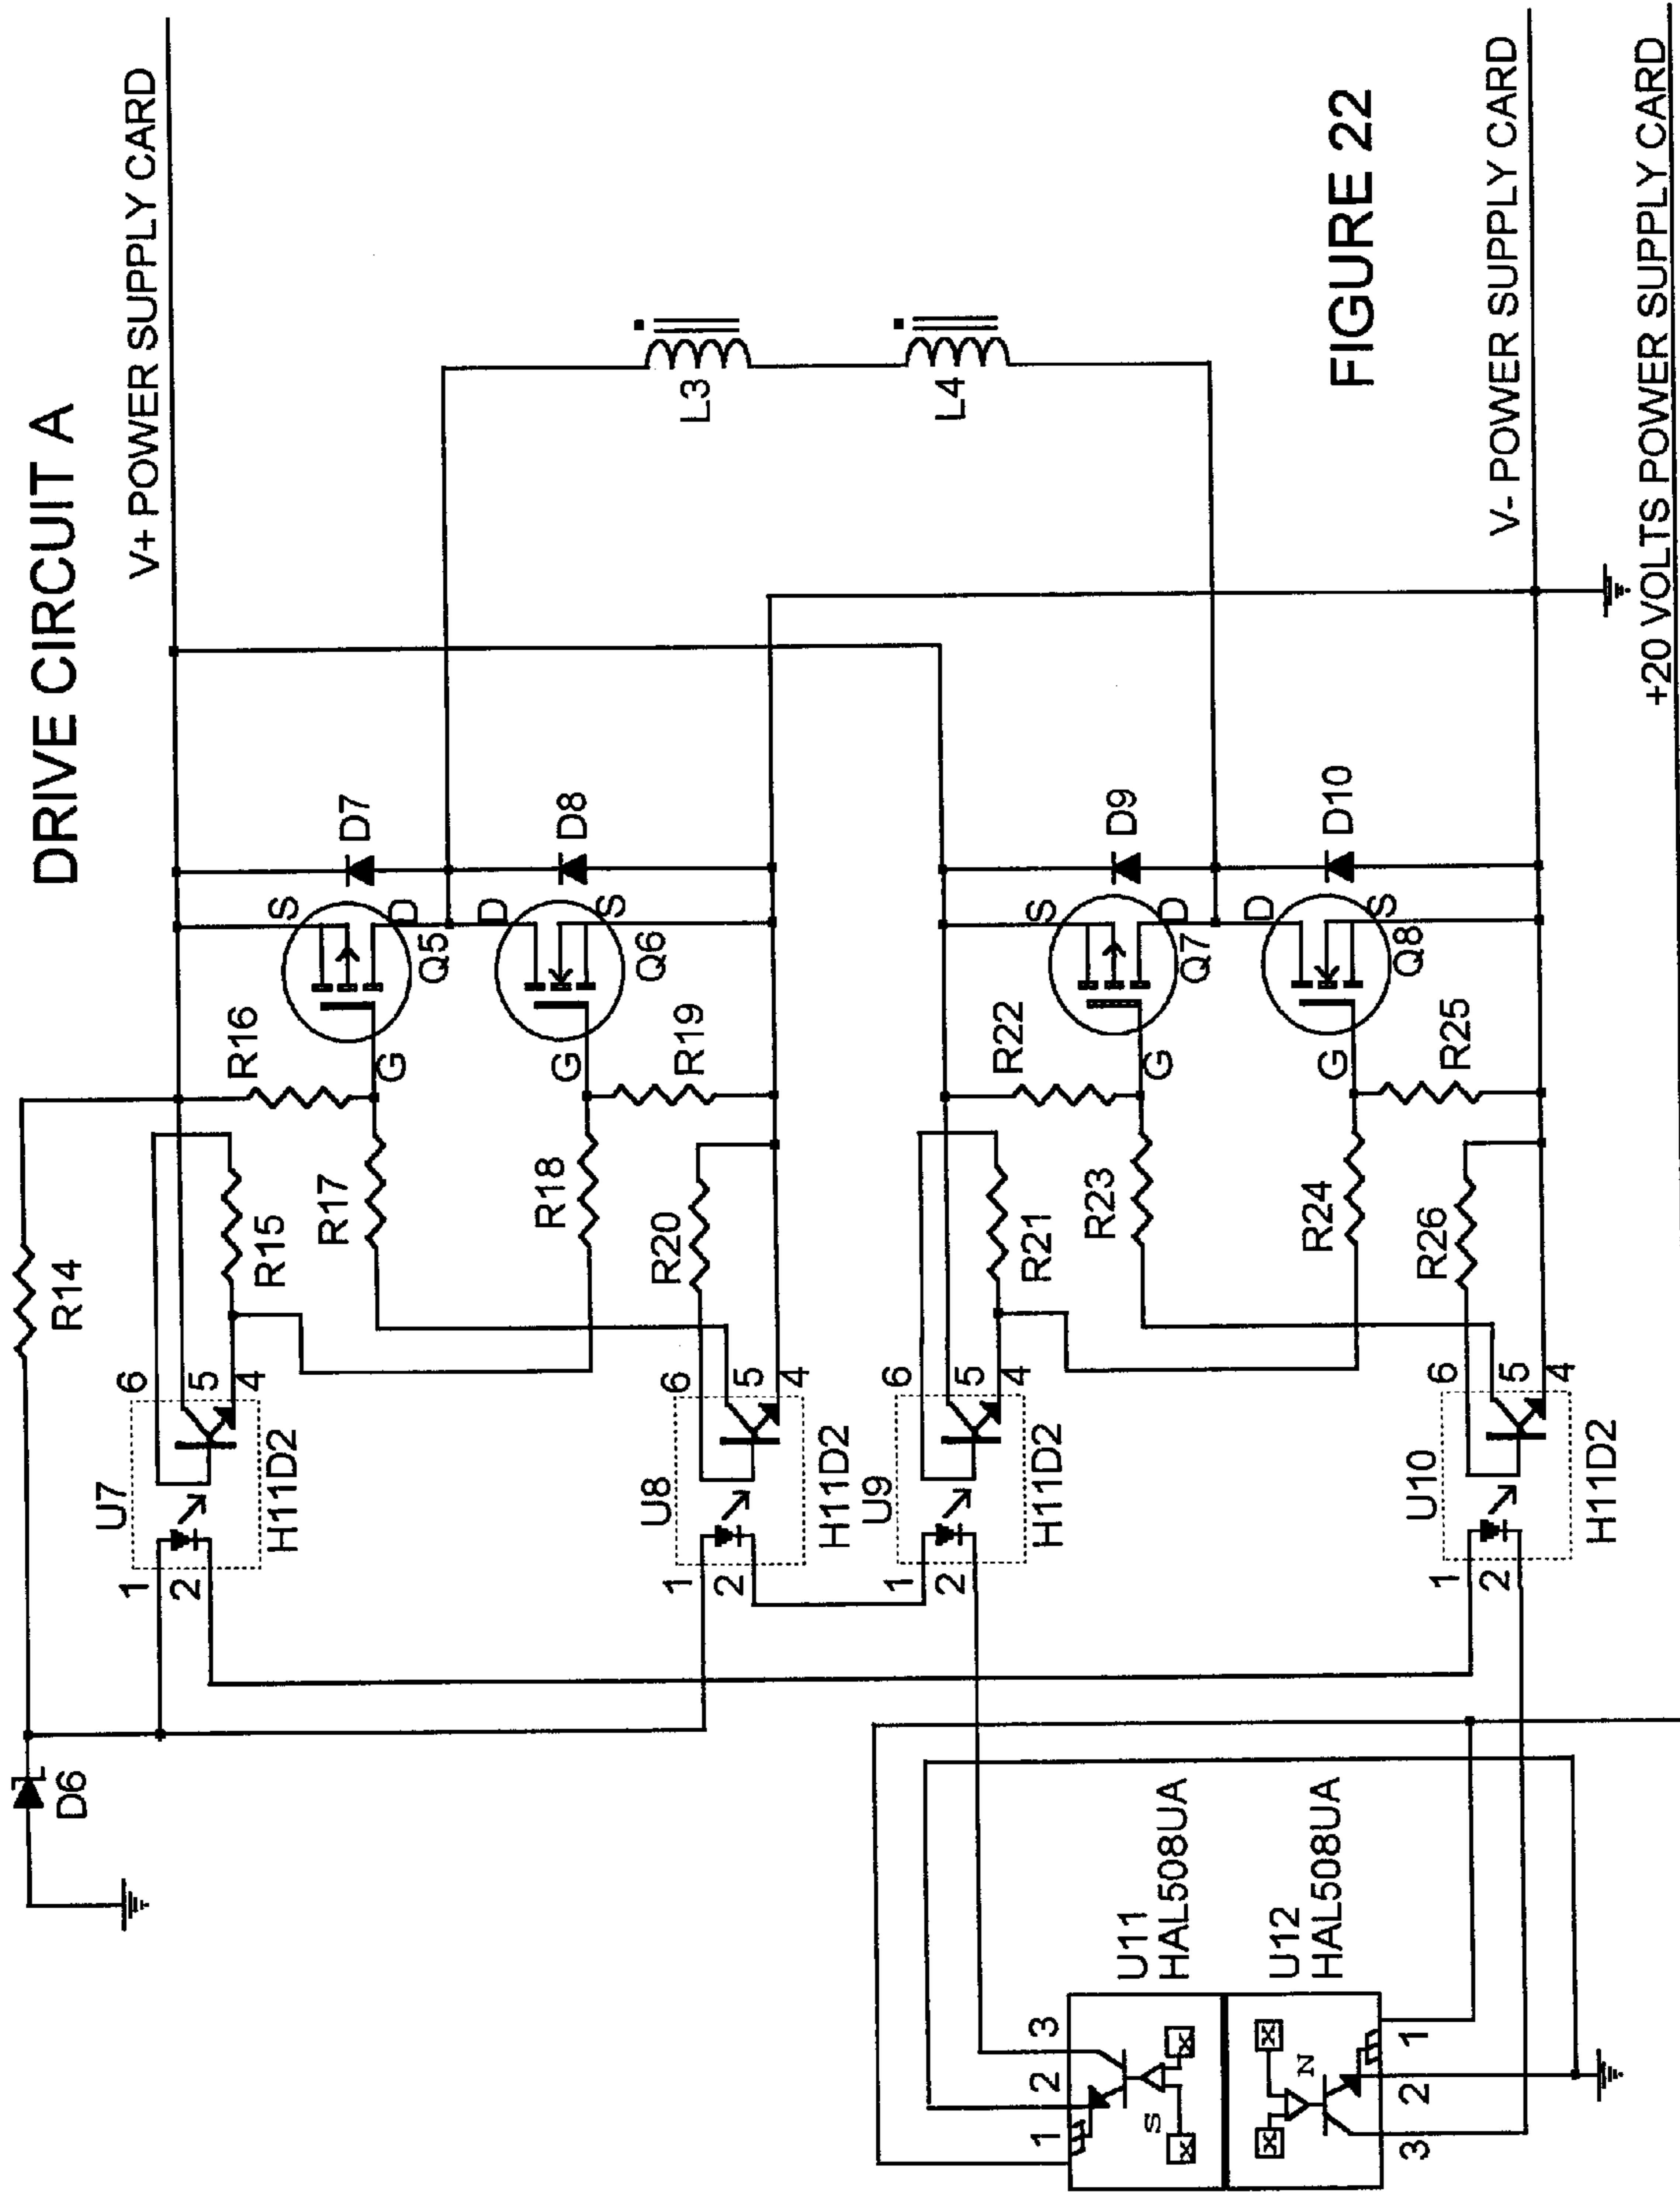 DRIVE CIRCUIT A
V+ POWER SUPPLY CARD
R14
D6
U7
1
2
6
5
4
H11D2
R15
R16
R17
G
S
D
Q5
D7
R18
G
D
S
Q6
D8
R19
R20
U8
1
2
6
5
4
H11D2
L3
L4
U9
1
2
6
5
4
H11D2
R21
R22
R23
G
S
D
Q7
D9
R24
G
D
S
Q8
D10
R25
R26
U10
1
2
6
5
4
H11D2
U11
HAL508UA
1
2
3
S
X
X
U12
HAL508UA
N
X
X
3
2
1
FIGURE 22
V- POWER SUPPLY CARD
+20 VOLTS POWER SUPPLY CARD